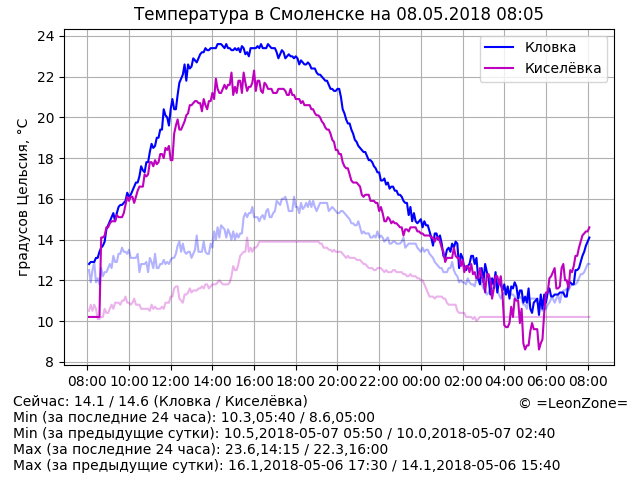 Температура в Смоленске на 08.05.2018 08:05
24
22
20
18
16
14
12
10
8
градусов Цельсия, °C
Кловка
Киселёвка
08:00 10:00 12:00 14:00 16:00 18:00 20:00 22:00 00:00 02:00 04:00 06:00 08:00
Сейчас: 14.1 / 14.6 (Кловка / Киселёвка)
© =LeonZone=
Min (за последние 24 часа): 10.3,05:40 / 8.6,05:00
Min (за предыдущие сутки): 10.5,2018-05-07 05:50 / 10.0,2018-05-07 02:40
Max (за последние 24 часа): 23.6,14:15 / 22.3,16:00
Max (за предыдущие сутки): 16.1,2018-05-06 17:30 / 14.1,2018-05-06 15:40